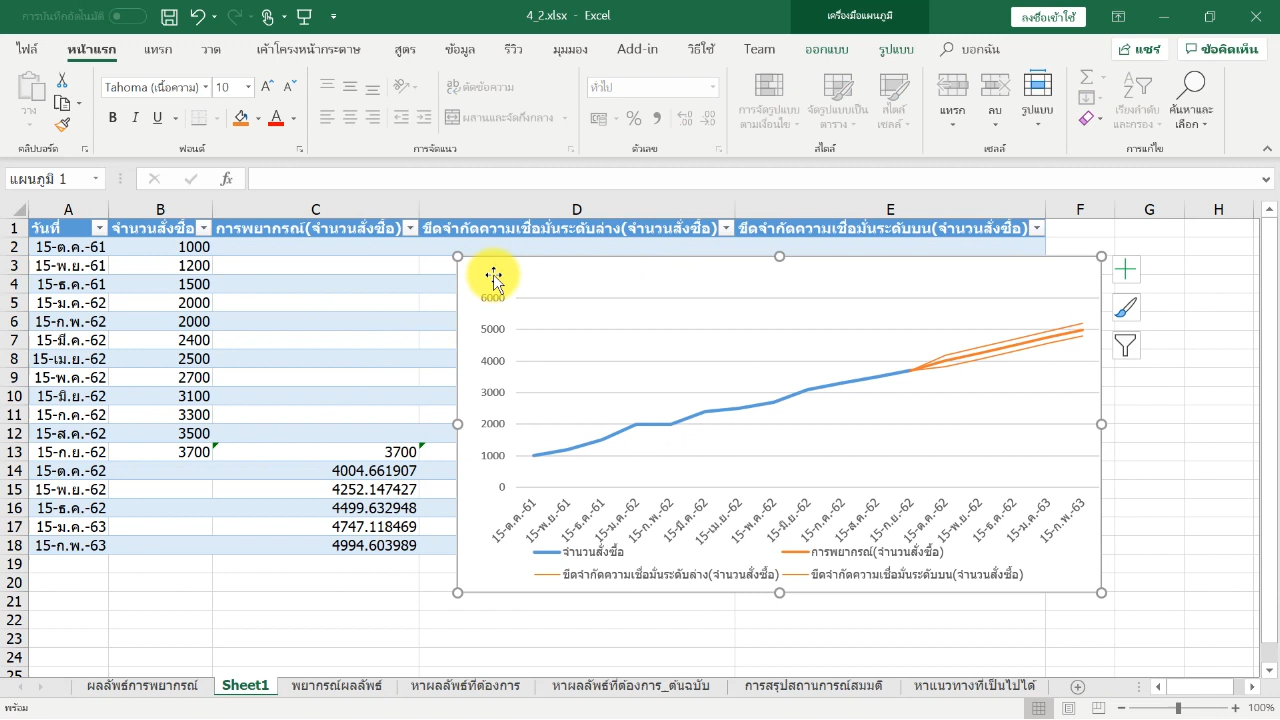 การบันทึกอัตโนมัติ
4_2.xlsx - Excel
เครื่องมือแผนภูมิ
ลงชื่อเข้าใช้
ไฟล์ หน้าแรก แทรก วาด เค้าโครงหน้ากระดาษ สูตร ข้อมูล รีวิว มุมมอง Add-in วิธีใช้ Team ออกแบบ รูปแบบ บอกฉัน แชร์ ข้อคิดเห็น
วาง
Tahoma (เนื้อความ) 10
B I U
ตัดข้อความ
ผสานและจัดกึ่งกลาง
ทั่วไป
การจัดรูปแบบตามเงื่อนไข
จัดรูปแบบเป็นตาราง
สไตล์เซลล์
แทรก ลบ รูปแบบ
เรียงลำดับและกรอง
ค้นหาและเลือก
คลิปบอร์ด ฟอนต์ การจัดแนว ตัวเลข สไตล์ เซลล์ การแก้ไข
แผนภูมิ 1 fx
A B C D E F G H
1 วันที่ จำนวนสั่งซื้อ การพยากรณ์(จำนวนสั่งซื้อ) ขีดจำกัดความเชื่อมั่นระดับล่าง(จำนวนสั่งซื้อ) ขีดจำกัดความเชื่อมั่นระดับบน(จำนวนสั่งซื้อ)
2 15-ต.ค.-61 1000
3 15-พ.ย.-61 1200
4 15-ธ.ค.-61 1500
5 15-ม.ค.-62 2000
6 15-ก.พ.-62 2000
7 15-มี.ค.-62 2400
8 15-เม.ย.-62 2500
9 15-พ.ค.-62 2700
10 15-มิ.ย.-62 3100
11 15-ก.ค.-62 3300
12 15-ส.ค.-62 3500
13 15-ก.ย.-62 3700 3700
14 15-ต.ค.-62 4004.661907
15 15-พ.ย.-62 4252.147427
16 15-ธ.ค.-62 4499.632948
17 15-ม.ค.-63 4747.118469
18 15-ก.พ.-63 4994.603989
19
20
21
22
23
24
25
6000
5000
4000
3000
2000
1000
0
15-ต.ค.-61 15-พ.ย.-61 15-ธ.ค.-61 15-ม.ค.-62 15-ก.พ.-62 15-มี.ค.-62 15-เม.ย.-62 15-พ.ค.-62 15-มิ.ย.-62 15-ก.ค.-62 15-ส.ค.-62 15-ก.ย.-62 15-ต.ค.-62 15-พ.ย.-62 15-ธ.ค.-62 15-ม.ค.-63 15-ก.พ.-63
จำนวนสั่งซื้อ การพยากรณ์(จำนวนสั่งซื้อ)
ขีดจำกัดความเชื่อมั่นระดับล่าง(จำนวนสั่งซื้อ) ขีดจำกัดความเชื่อมั่นระดับบน(จำนวนสั่งซื้อ)
ผลลัพธ์การพยากรณ์ Sheet1 พยากรณ์ผลลัพธ์ หาผลลัพธ์ที่ต้องการ หาผลลัพธ์ที่ต้องการ_ต้นฉบับ การสรุปสถานการณ์สมมติ หาแนวทางที่เป็นไปได้
พร้อม 100%